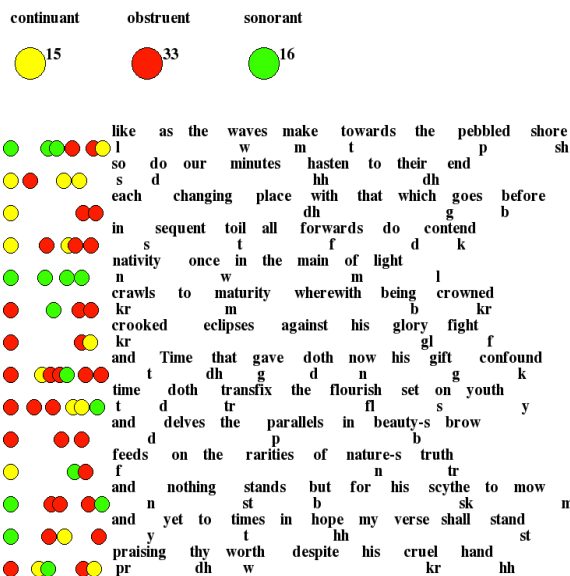 continuant obstruent sonorant
15 33 16
like as the waves make towards the pebbled shore
l w m t p sh
so do our minutes hasten to their end
s d hh dh
each changing place with that which goes before
dh g b
in sequent toil all forwards do contend
s t f d k
nativity once in the main of light
n w m l
crawls to maturity wherewith being crowned
kr m b kr
crooked eclipses against his glory fight
kr gl f
and Time that gave doth now his gift confound
t dh g d n g k
time doth transfix the flourish set on youth
t d tr fl s y
and delves the parallels in beauty-s brow
d p b
feeds on the rarities of nature-s truth
f n tr
and nothing stands but for his scythe to mow
n st b sk m
and yet to times in hope my verse shall stand
y t hh st
praising thy worth despite his cruel hand
pr dh w kr hh